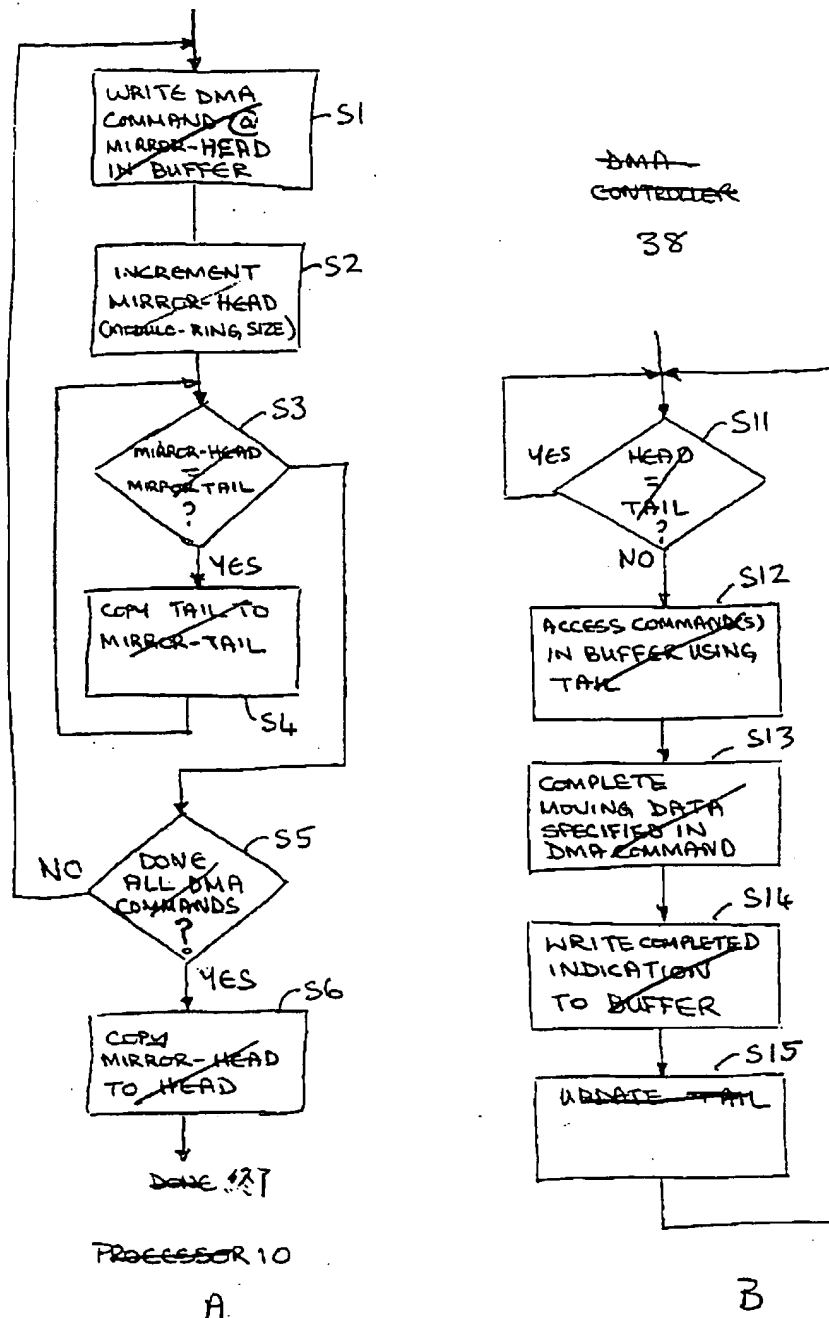 WRITE DMA
COMMAND @
MIRROR-HEAD
IN BUFFER
S1
INCREMENT
MIRROR-HEAD
(MODULO-RING SIZE)
S2
MIRROR-HEAD
=
MIRROR TAIL
?
S3
YES
COPY TAIL TO
MIRROR-TAIL
S4
DONE
ALL DMA
COMMANDS
?
S5
NO
YES
COPY
MIRROR-HEAD
TO HEAD
S6
DONE 終了
PROCESSOR 10
A
DMA
CONTROLLER
38
HEAD
=
TAIL
?
S11
YES
NO
ACCESS COMMAND(S)
IN BUFFER USING
TAIL
S12
COMPLETE
MOVING DATA
SPECIFIED IN
DMA COMMAND
S13
WRITE COMPLETED
INDICATION
TO BUFFER
S14
UPDATE TAIL
S15
B